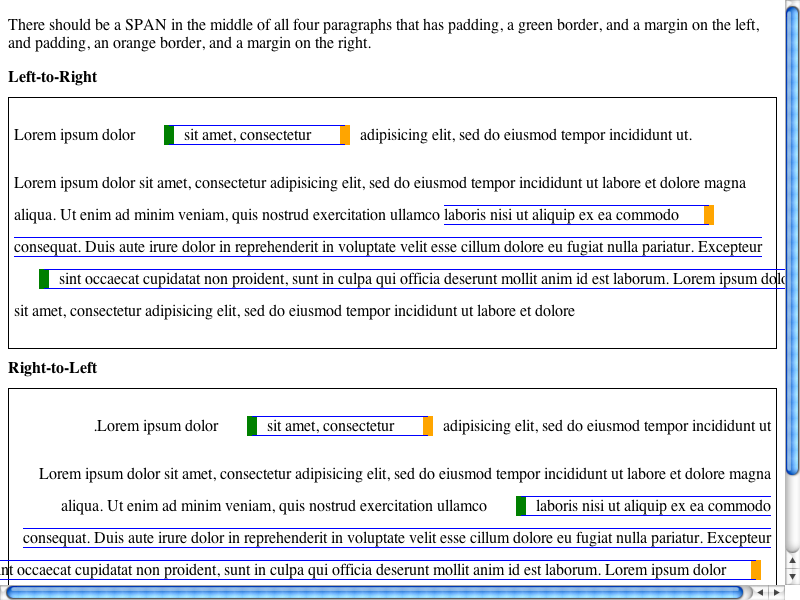 There should be a SPAN in the middle of all four paragraphs that has padding, a green border, and a margin on the left,
and padding, an orange border, and a margin on the right.
Left-to-Right
Lorem ipsum dolor sit amet, consectetur adipisicing elit, sed do eiusmod tempor incididunt ut.
Lorem ipsum dolor sit amet, consectetur adipisicing elit, sed do eiusmod tempor incididunt ut labore et dolore magna
aliqua. Ut enim ad minim veniam, quis nostrud exercitation ullamco laboris nisi ut aliquip ex ea commodo
consequat. Duis aute irure dolor in reprehenderit in voluptate velit esse cillum dolore eu fugiat nulla pariatur. Excepteur
sint occaecat cupidatat non proident, sunt in culpa qui officia deserunt mollit anim id est laborum. Lorem ipsum
sit amet, consectetur adipisicing elit, sed do eiusmod tempor incididunt ut labore et dolore
Right-to-Left
.Lorem ipsum dolor sit amet, consectetur adipisicing elit, sed do eiusmod tempor incididunt ut
Lorem ipsum dolor sit amet, consectetur adipisicing elit, sed do eiusmod tempor incididunt ut labore et dolore magna
aliqua. Ut enim ad minim veniam, quis nostrud exercitation ullamco laboris nisi ut aliquip ex ea commodo
consequat. Duis aute irure dolor in reprehenderit in voluptate velit esse cillum dolore eu fugiat nulla pariatur. Excepteur
occaecat cupidatat non proident, sunt in culpa qui officia deserunt mollit anim id est laborum. Lorem ipsum dolor